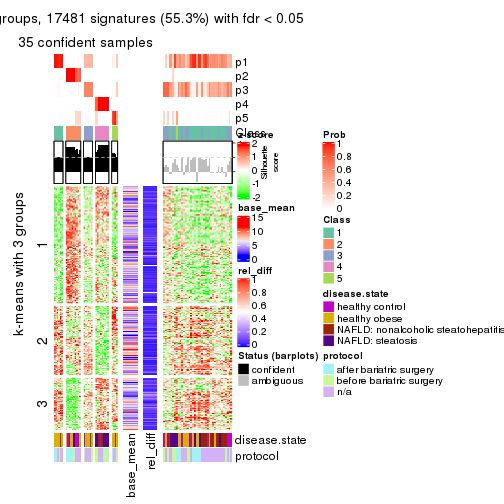 groups, 17481 signatures (55.3%) with fdr < 0.05
35 confident samples
p1
p2
p3
p4
p5
Class
k-means with 3 groups
1
2
3
Silhouette
score
z-score
2
1
0
-1
-2
base_mean
15
10
5
0
rel_diff
1
0.8
0.6
0.4
0.2
0
Status (barplots)
confident
ambiguous
Prob
1
0.8
0.6
0.4
0.2
0
Class
1
2
3
4
5
disease.state
healthy control
healthy obese
NAFLD: nonalcoholic steatohepatitis
NAFLD: steatosis
protocol
after bariatric surgery
before bariatric surgery
n/a
disease.state
protocol
base_mean
rel_diff